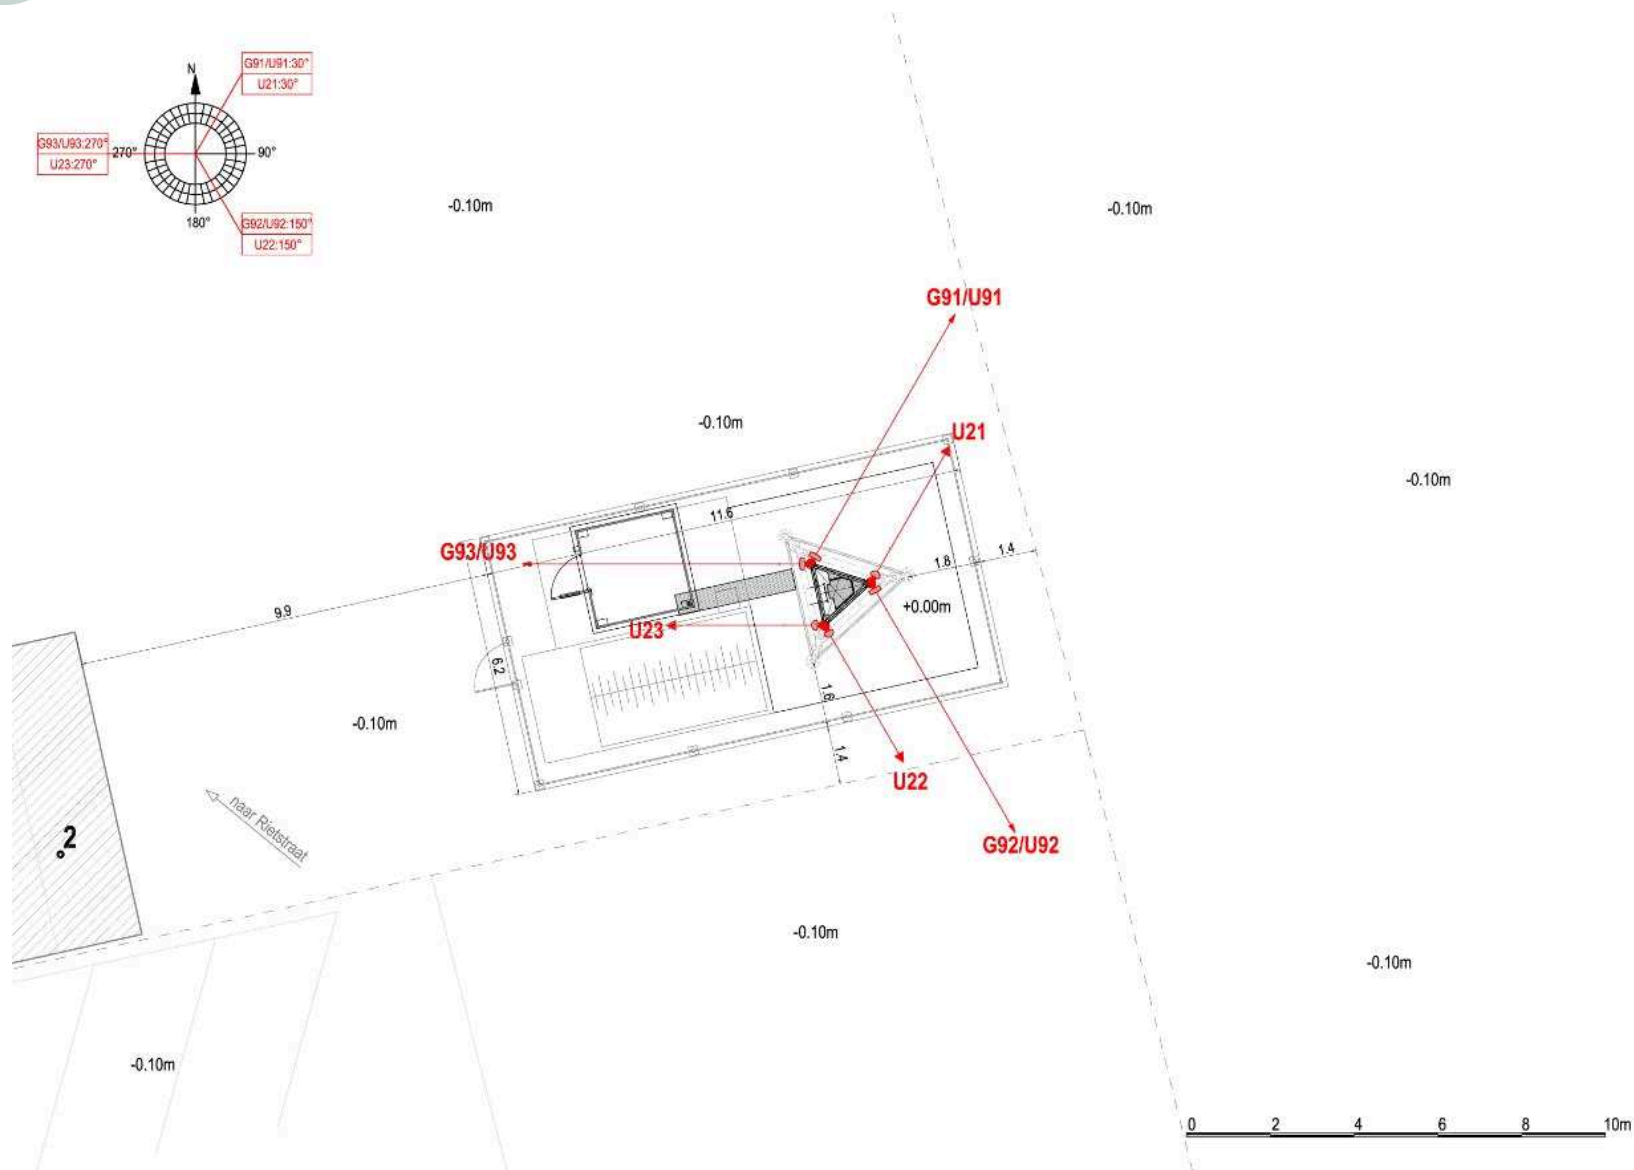 N
G91/U91:30°
U21:30°
G93/U93:270°
U23:270°
270°
90°
180°
G92/U92:150°
U22:150°
-0.10m
-0.10m
G91/U91
-0.10m
U21
-0.10m
11.6
G93/U93
1.8
1.4
9.9
+0.00m
U23
6.2
1.6
-0.10m
1.4
U22
naar Rietstraat
2
G92/U92
-0.10m
-0.10m
-0.10m
0 2 4 6 8 10m